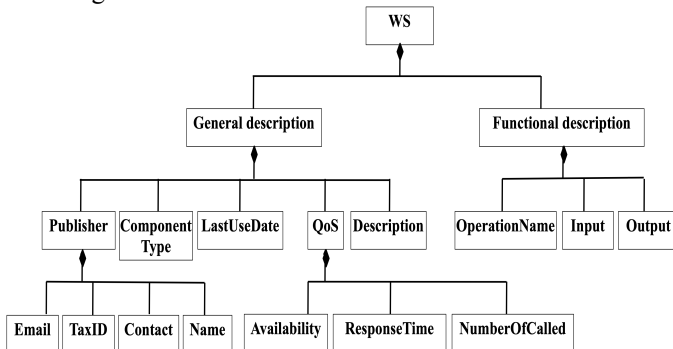 WS
General description
Functional description
Publisher
Component
Type
LastUseDate
QoS
Description
OperationName
Input
Output
Email
TaxID
Contact
Name
Availability
ResponseTime
NumberOfCalled